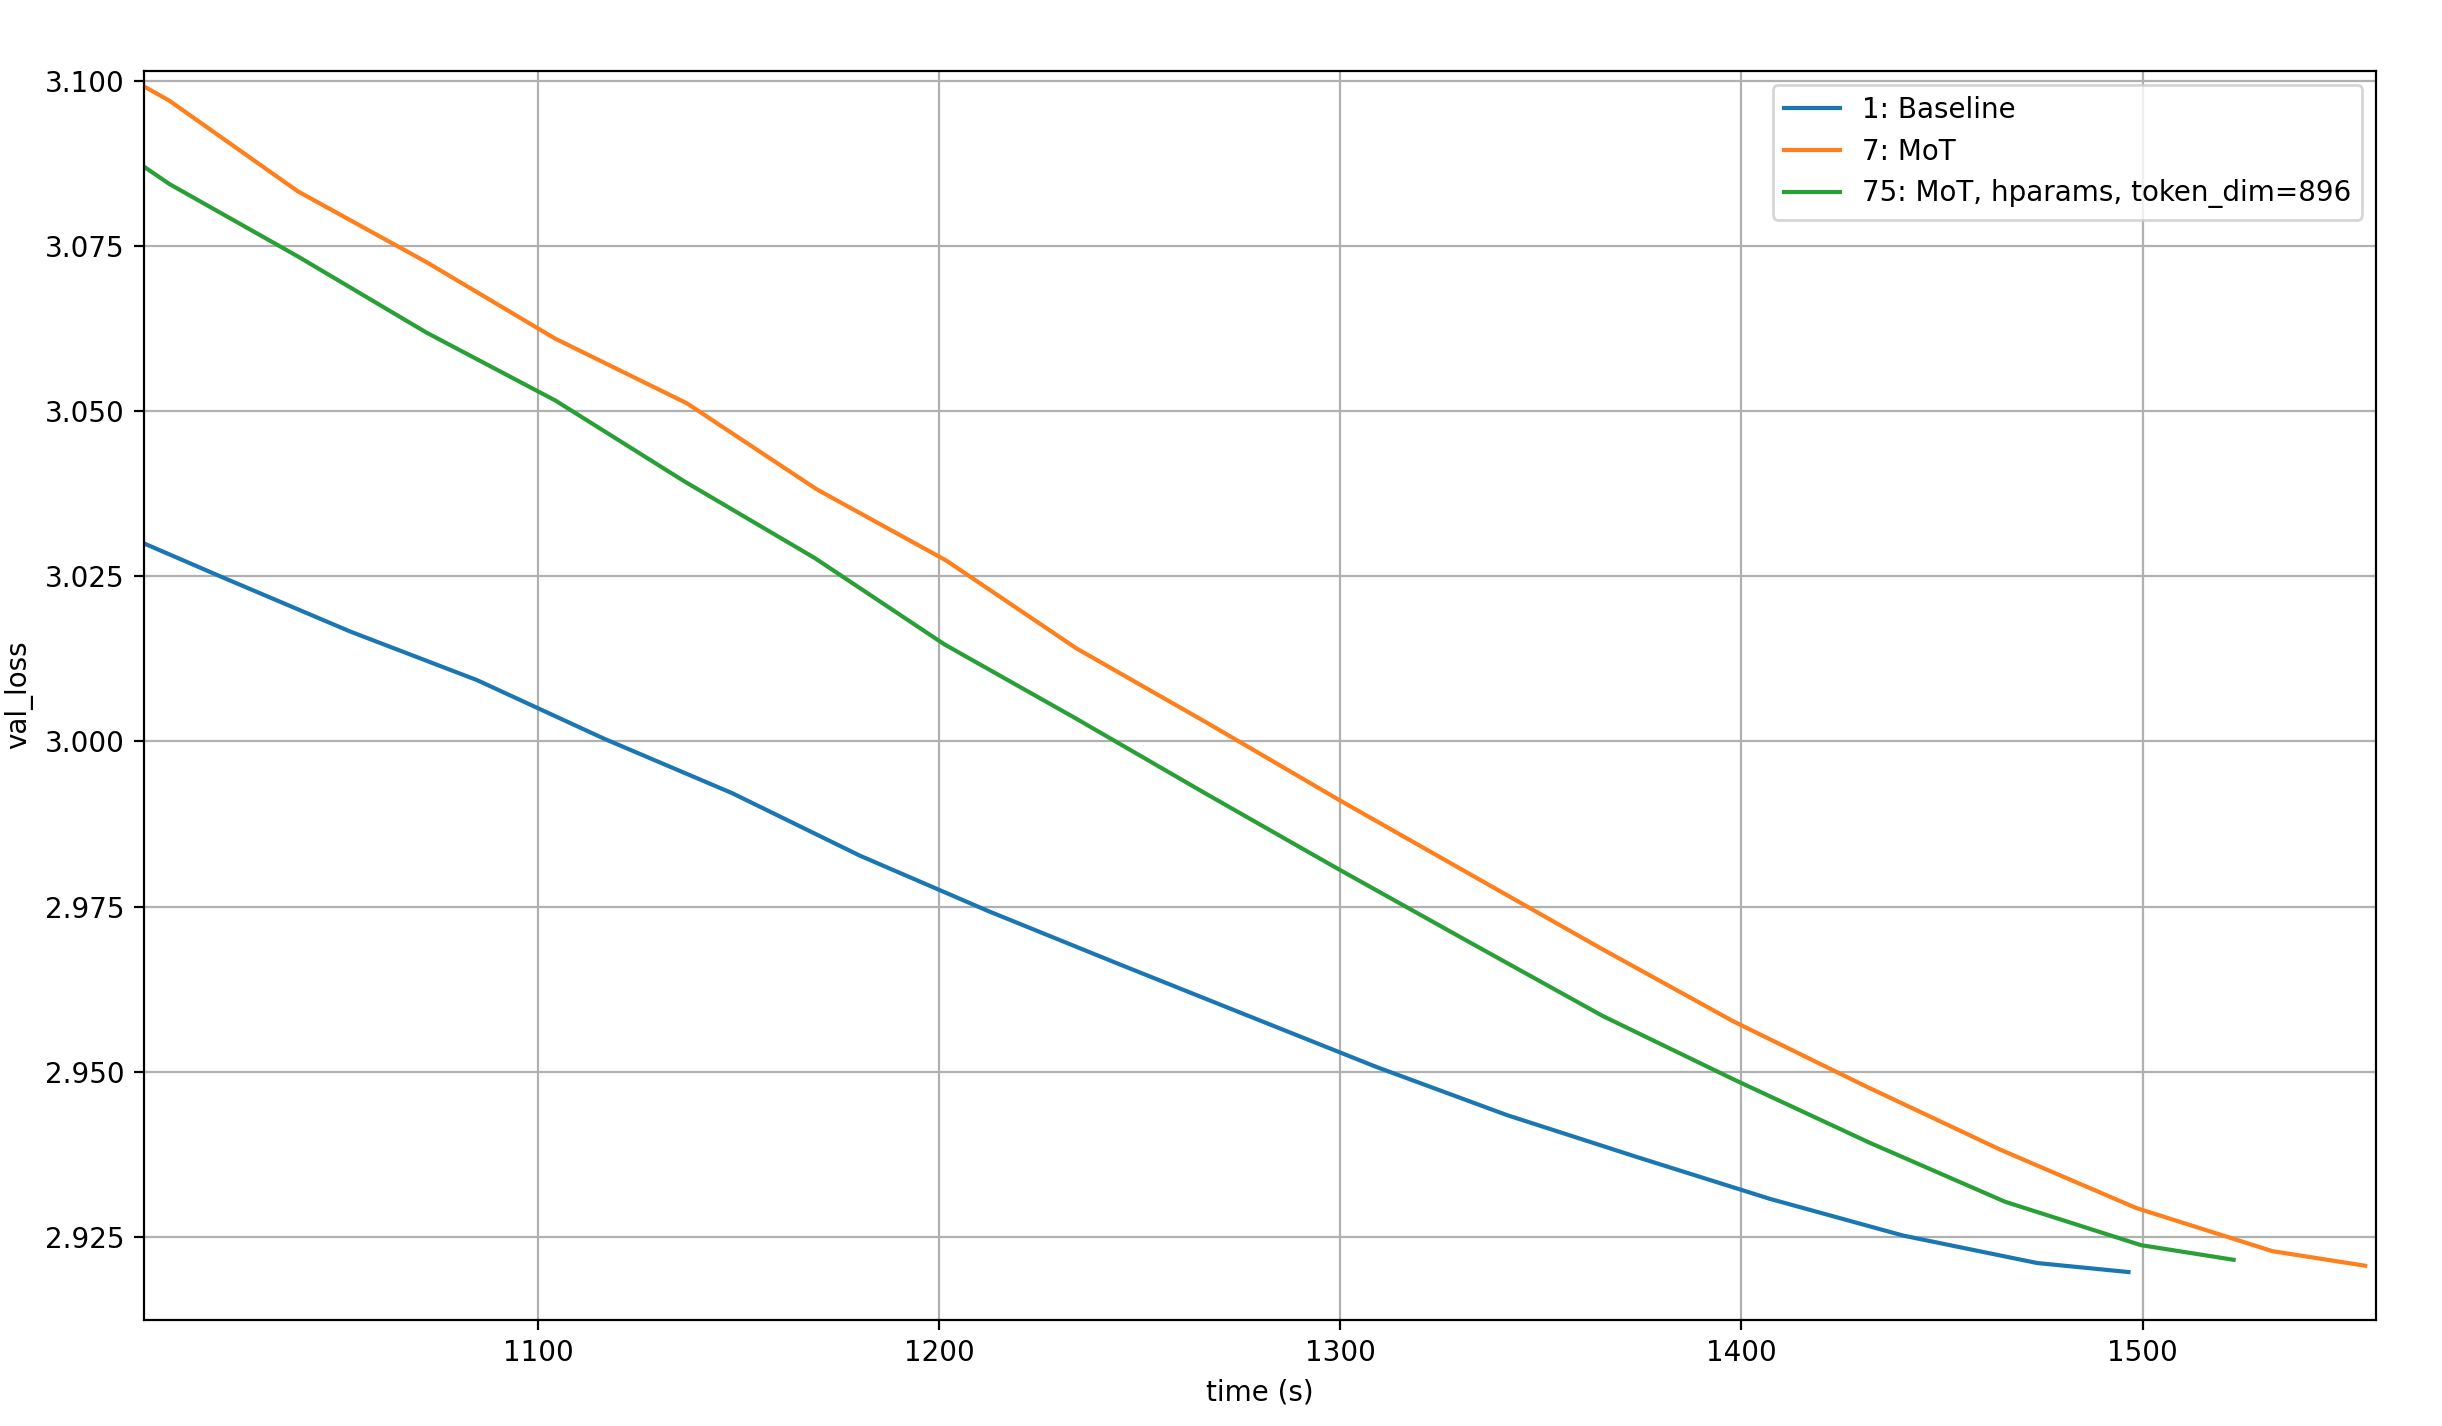 3.100
3.075
3.050
3.025
3.000
2.975
2.950
2.925
val_loss
1100 1200 1300 1400 1500
time (s)
1: Baseline
7: MoT
75: MoT, hparams, token_dim=896